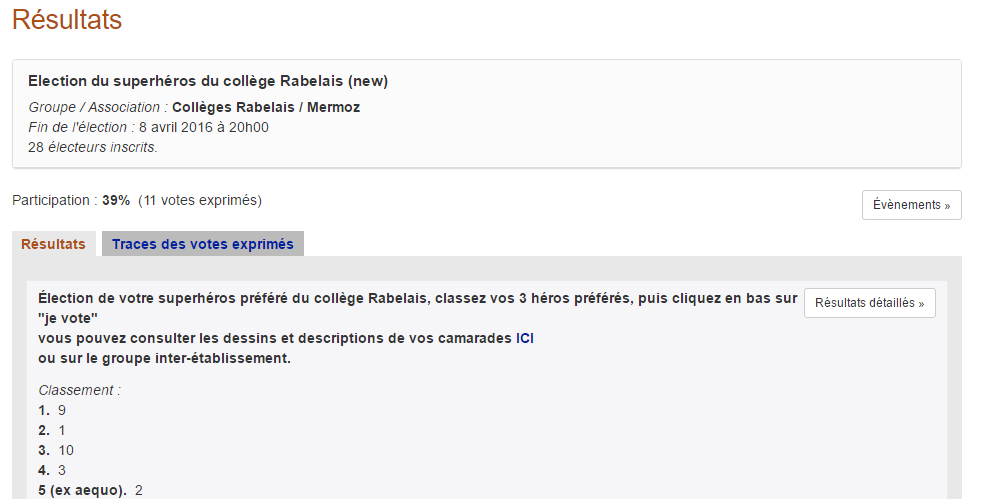 Résultats
Election du superhéros du collège Rabelais (new)
Groupe / Association : Collèges Rabelais / Mermoz
Fin de l'élection : 8 avril 2016 à 20h00
28 électeurs inscrits.
Participation : 39% (11 votes exprimés)
Évènements »
Résultats
Traces des votes exprimés
Élection de votre superhéros préféré du collège Rabelais, classez vos 3 héros préférés, puis cliquez en bas sur
"je vote"
Résultats détaillés »
vous pouvez consulter les dessins et descriptions de vos camarades ICI
ou sur le groupe inter-établissement.
Classement :
1. 9
2. 1
3. 10
4. 3
5 (ex aequo). 2